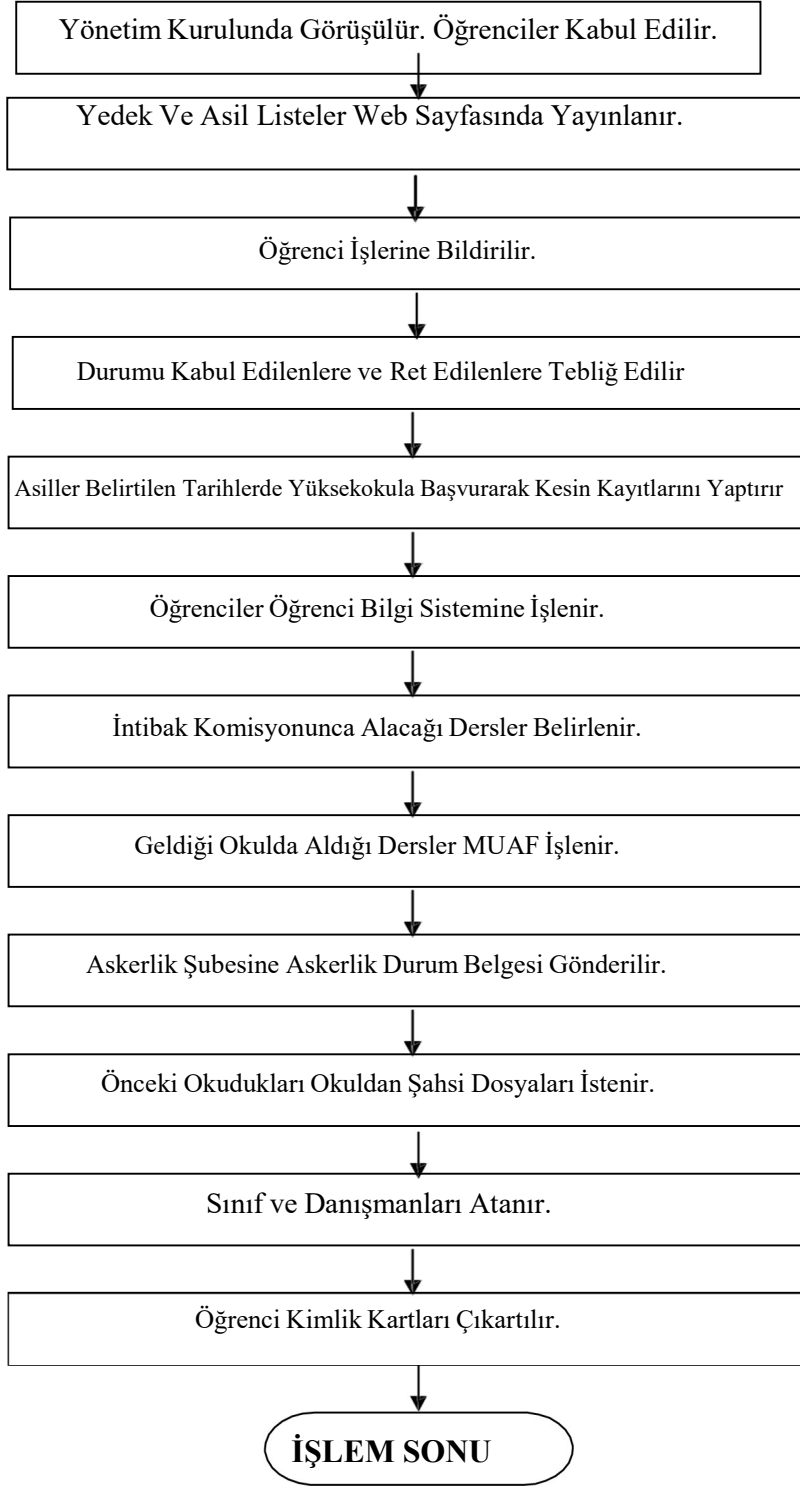 Yönetim Kurulunda Görüşülür. Öğrenciler Kabul Edilir.
Yedek Ve Asil Listeler Web Sayfasında Yayınlanır.
Öğrenci İşlerine Bildirilir.
Durumu Kabul Edilenlere ve Ret Edilenlere Tebliğ Edilir
Asiller Belirtilen Tarihlerde Yüksekokula Başvurarak Kesin Kayıtlarını Yaptırır
Öğrenciler Öğrenci Bilgi Sistemine İşlenir.
İntibak Komisyonunca Alacağı Dersler Belirlenir.
Geldiği Okulda Aldığı Dersler MUAF İşlenir.
Askerlik Şubesine Askerlik Durum Belgesi Gönderilir.
Önceki Okudukları Okuldan Şahsi Dosyaları İstenir.
Sınıf ve Danışmanları Atanır.
Öğrenci Kimlik Kartları Çıkartılır.
İŞLEM SONU